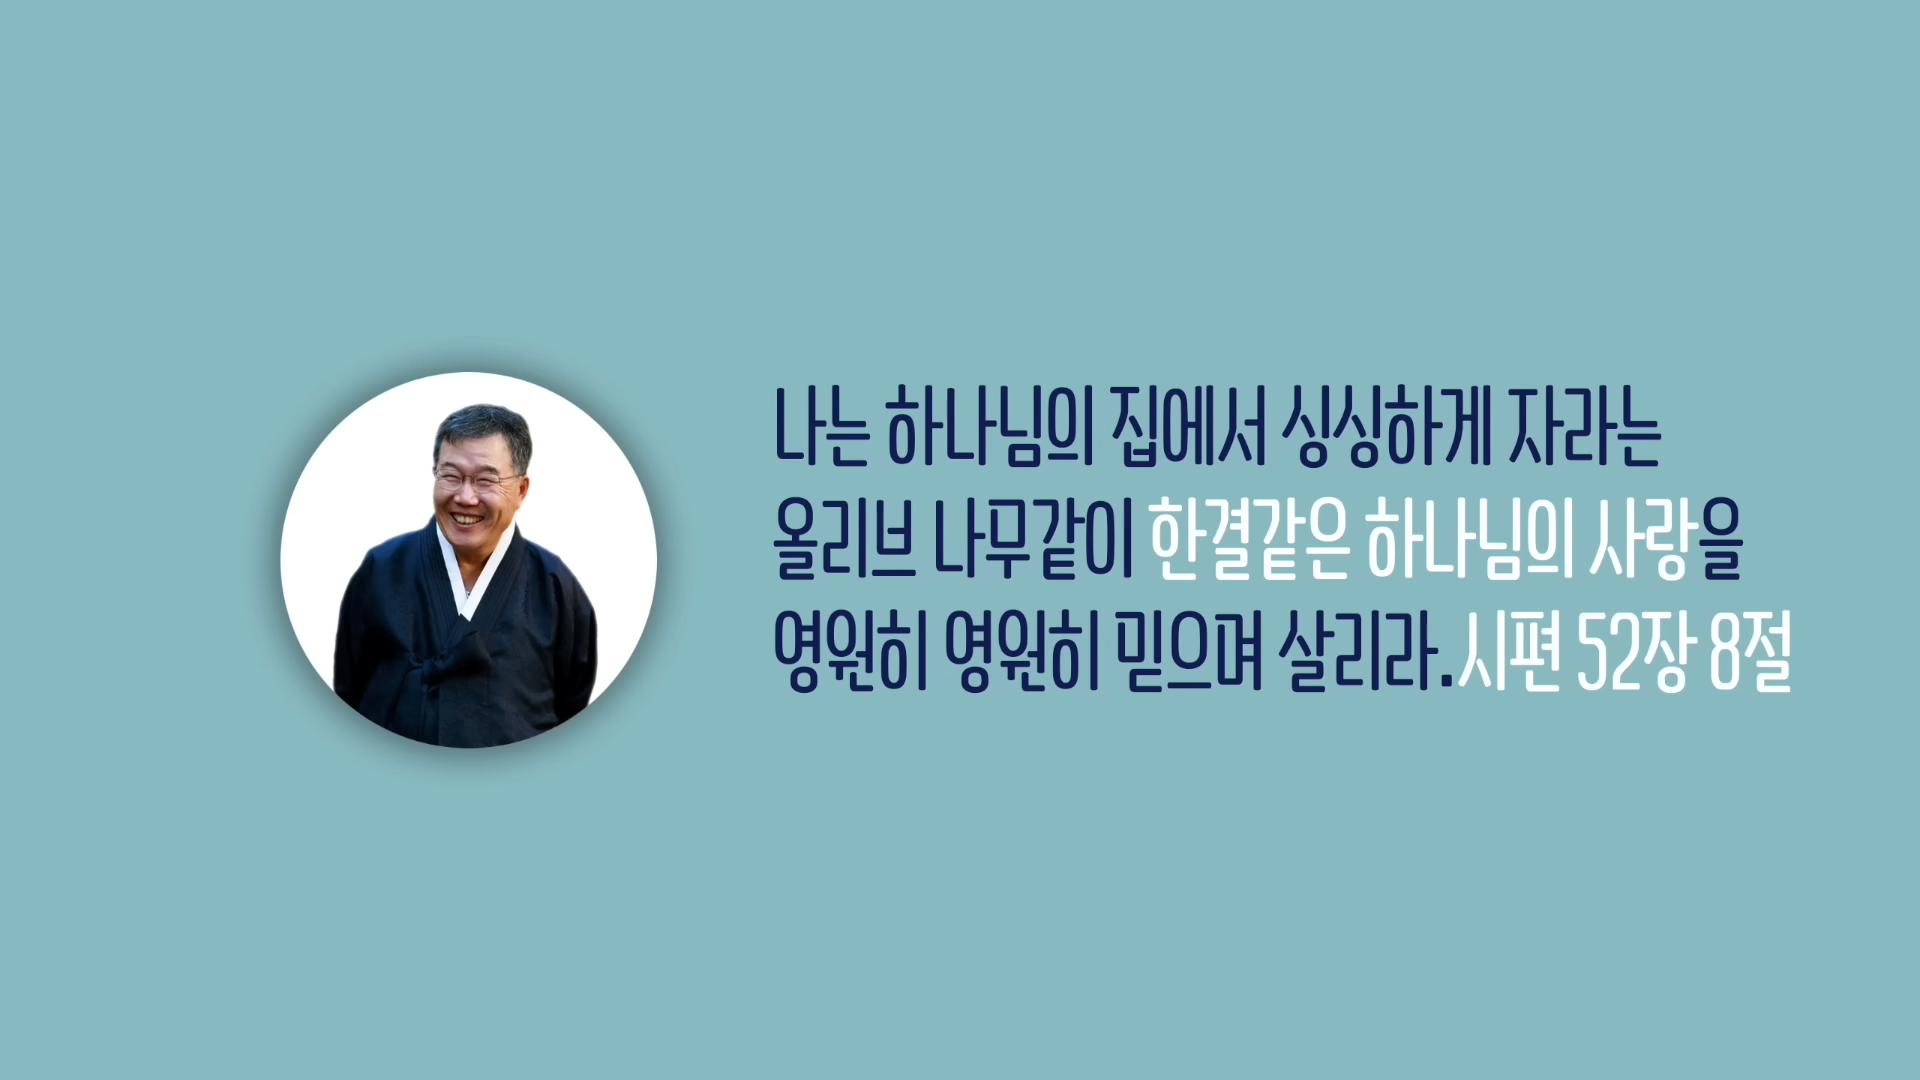 나는 하나님의 집에서 싱싱하게 자라는
올리브 나무같이 한결같은 하나님의 사랑을
영원히 영원히 믿으며 살리라.시편 52장 8절